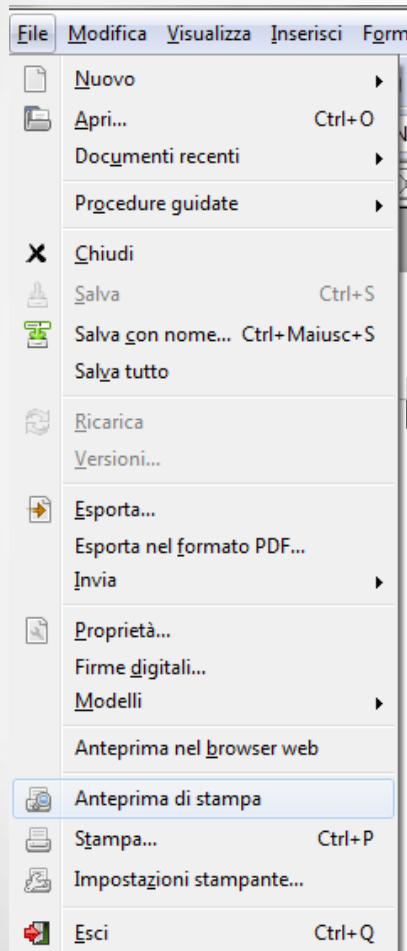 File Modifica Visualizza Inserisci Form
Nuovo
Apri... Ctrl+O
Documenti recenti
Procedure guidate
Chiudi
Salva Ctrl+S
Salva con nome... Ctrl+Maiusc+S
Salva tutto
Ricarica
Versioni...
Esporta...
Esporta nel formato PDF...
Invia
Proprietà...
Firme digitali...
Modelli
Anteprima nel browser web
Anteprima di stampa
Stampa... Ctrl+P
Impostazioni stampante...
Esci Ctrl+Q